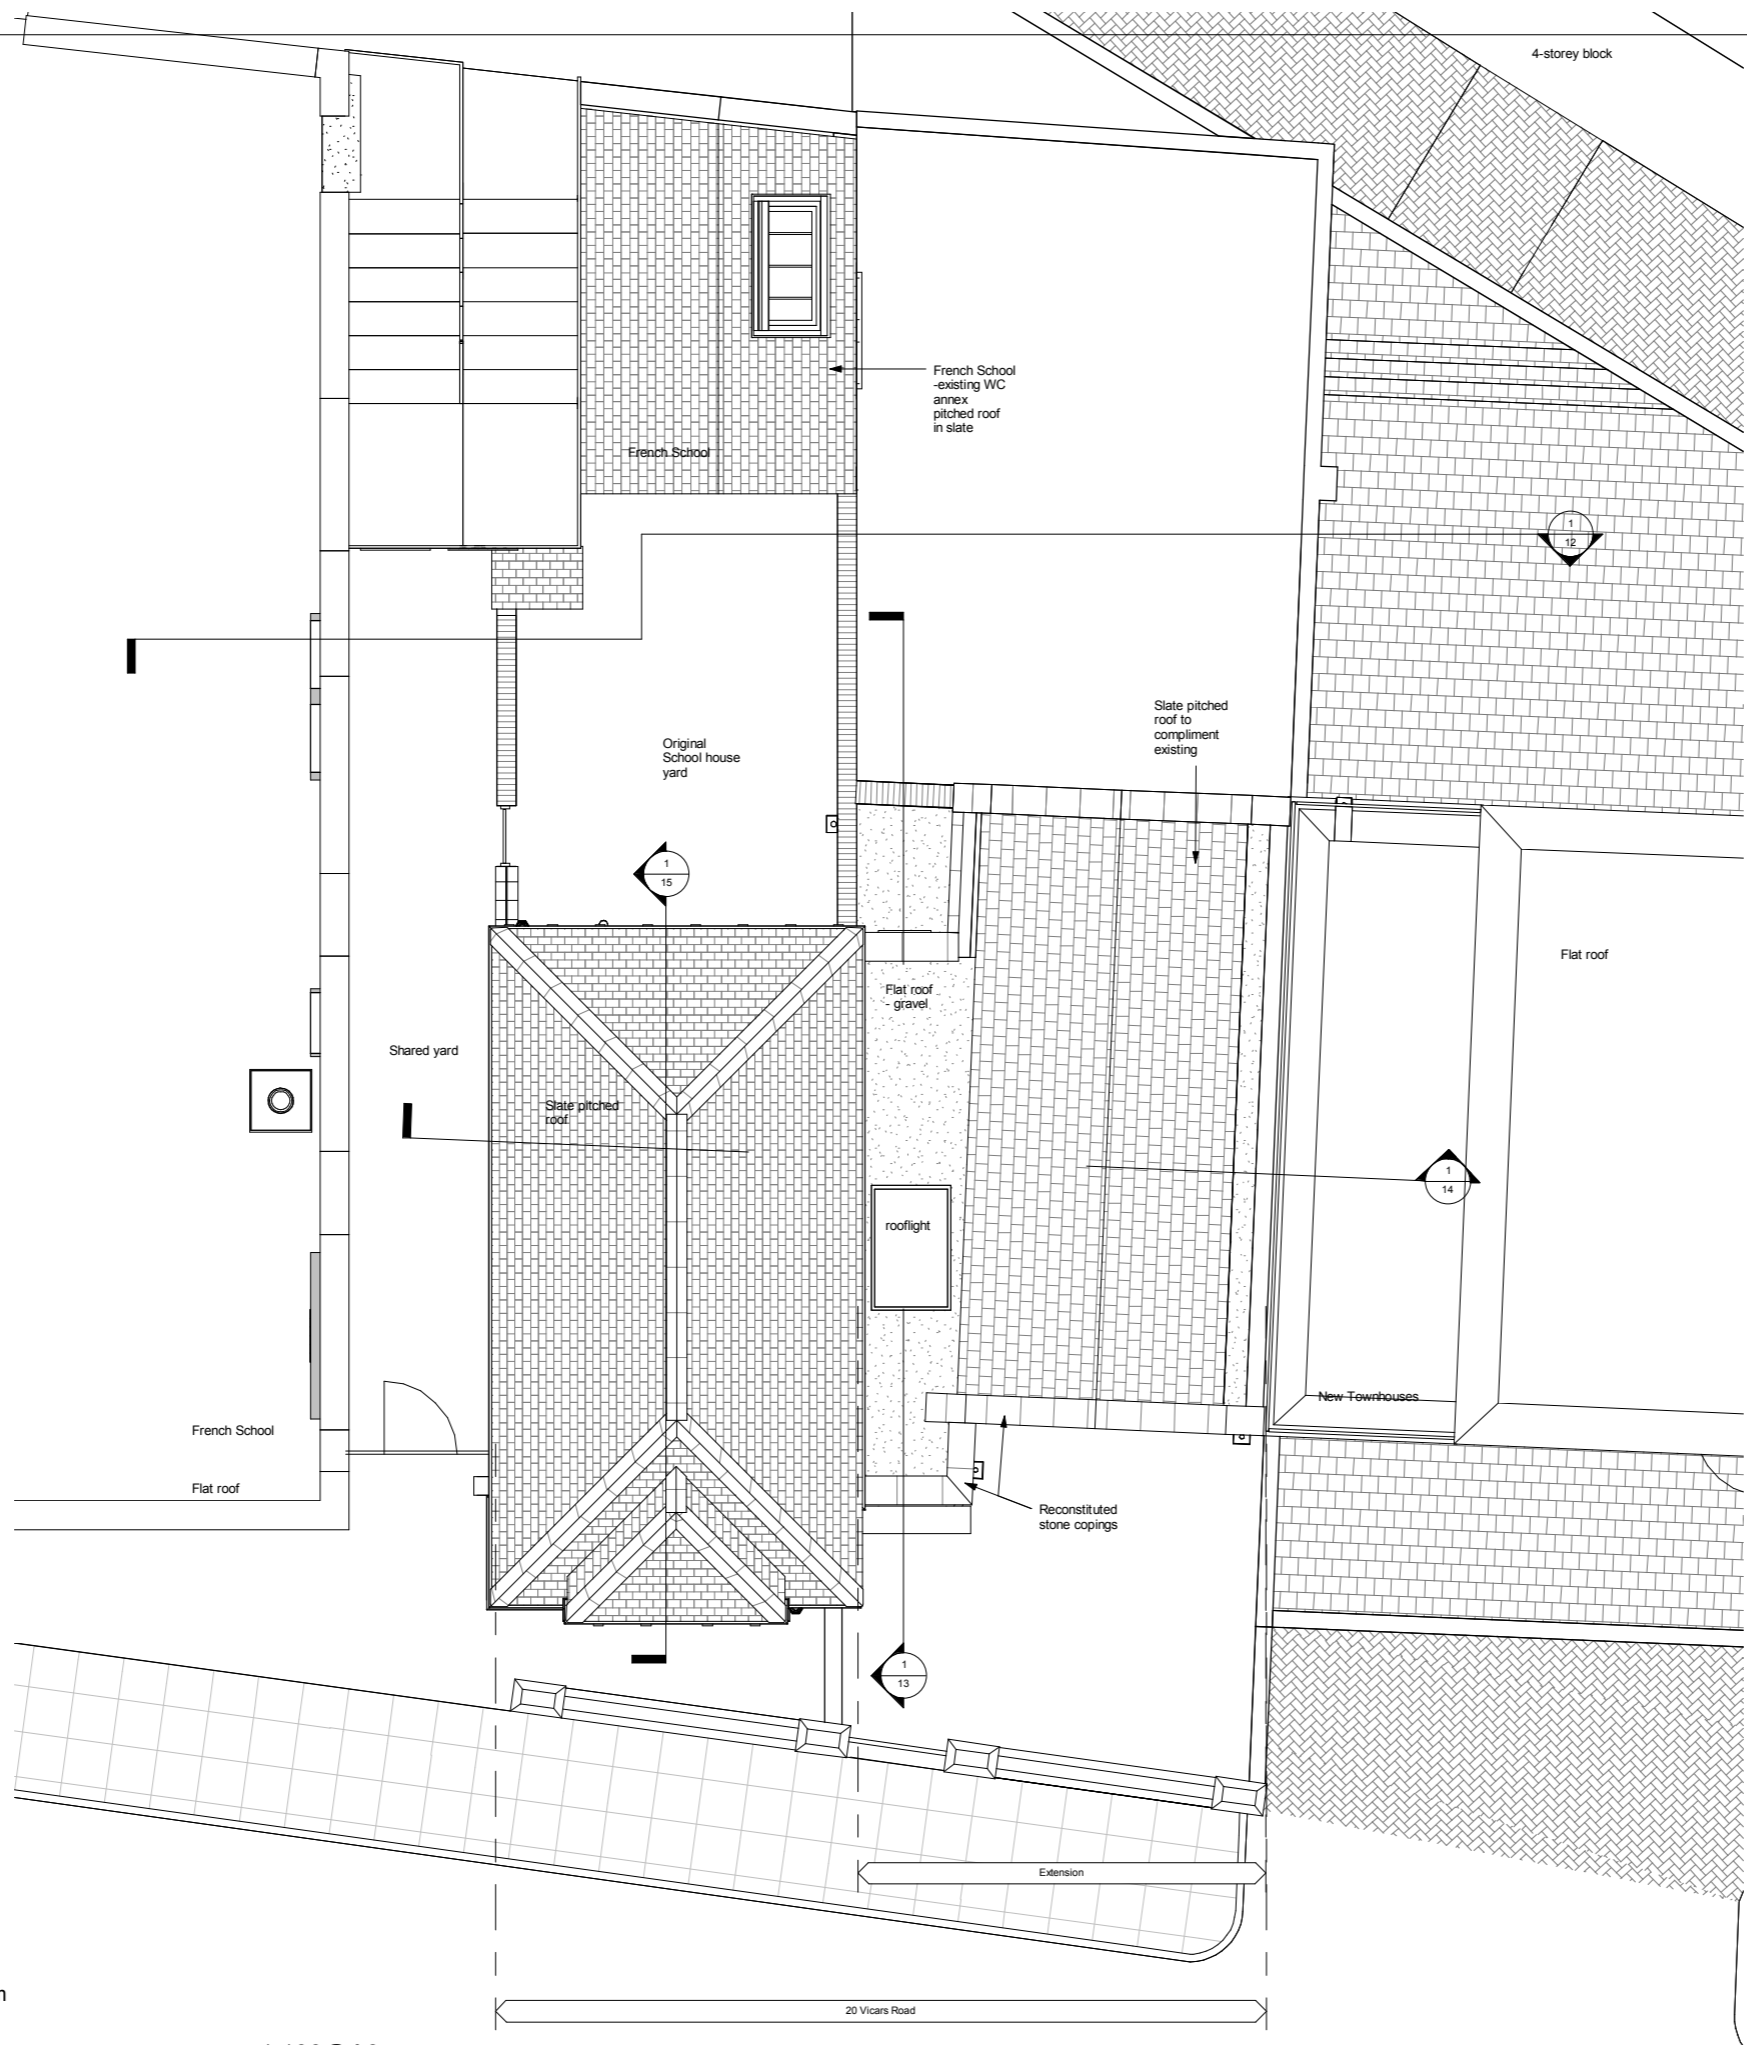 4-storey block
French School
-existing WC
annex
pitched roof
in slate
French School
1
12
Slate pitched
roof to
compliment
existing
Original
School house
yard
1
15
Flat roof
Flat roof
- gravel
Shared yard
Slate pitched
roof
1
14
rooflight
New Townhouses
French School
Flat roof
Reconstituted
stone copings
1
13
Extension
20 Vicars Road